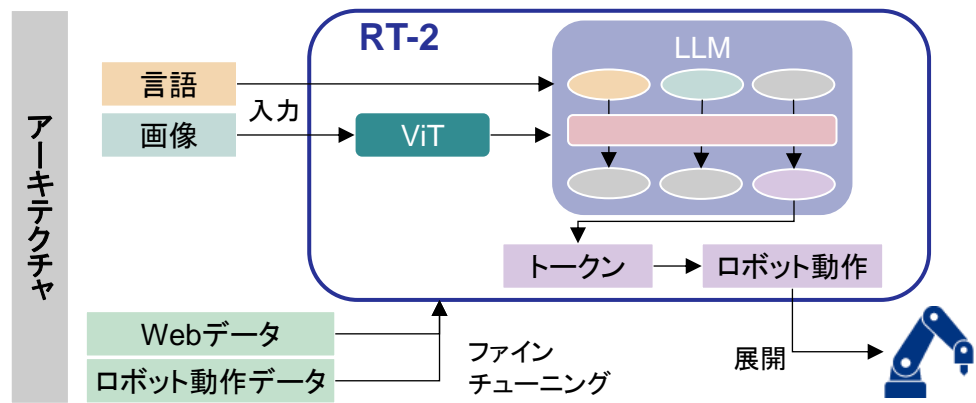 アーキテクチャ
RT-2
LLM
言語
入力
画像
ViT
トークン
ロボット動作
Webデータ
ロボット動作データ
ファイン
チューニング
展開